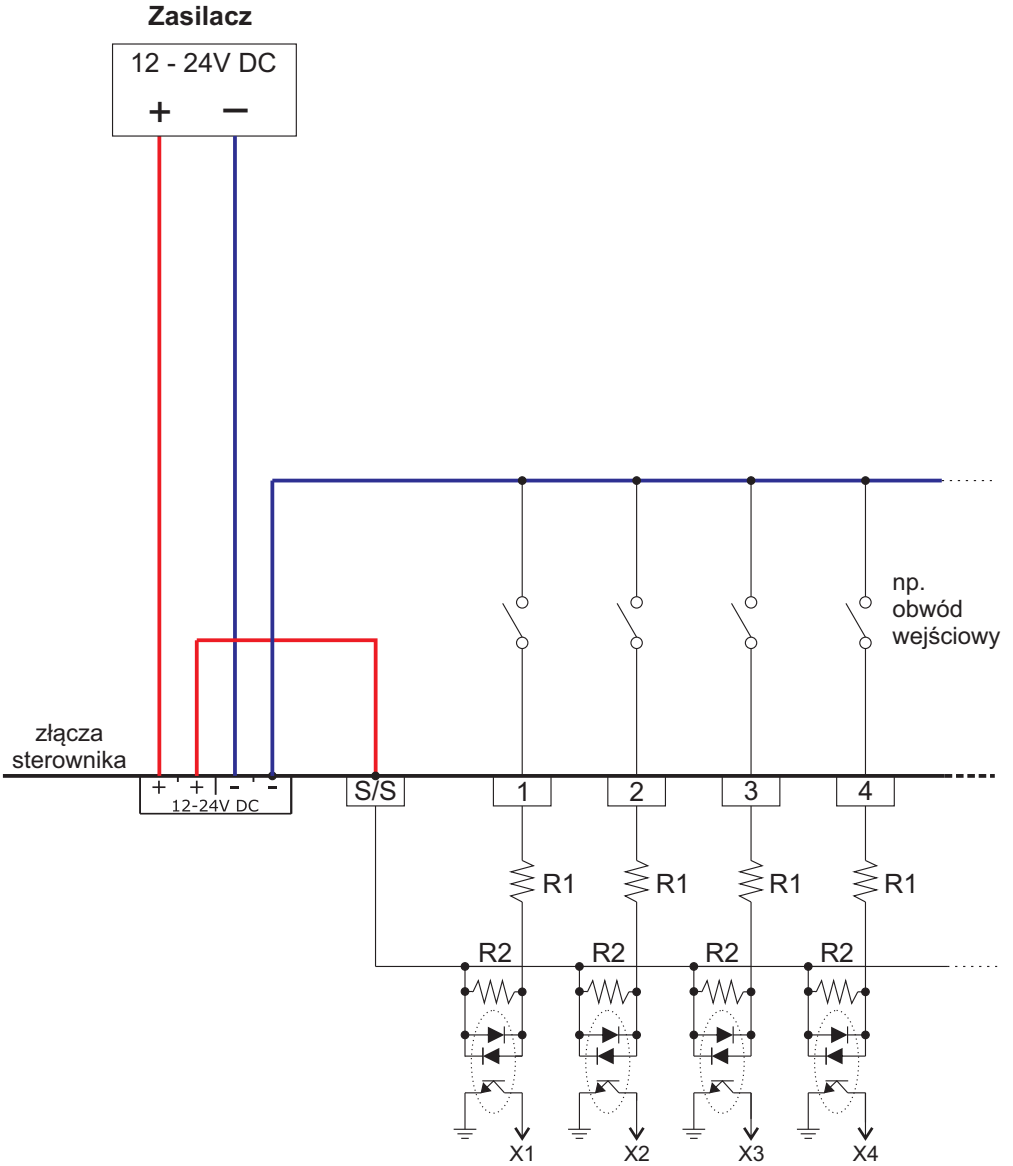 Zasilacz
12 - 24V DC
+ −
np.
obwód
wejściowy
złącza
sterownika
+ + - -
12-24V DC
S/S 1 2 3 4
R1 R1 R1 R1
R2 R2 R2 R2
X1 X2 X3 X4